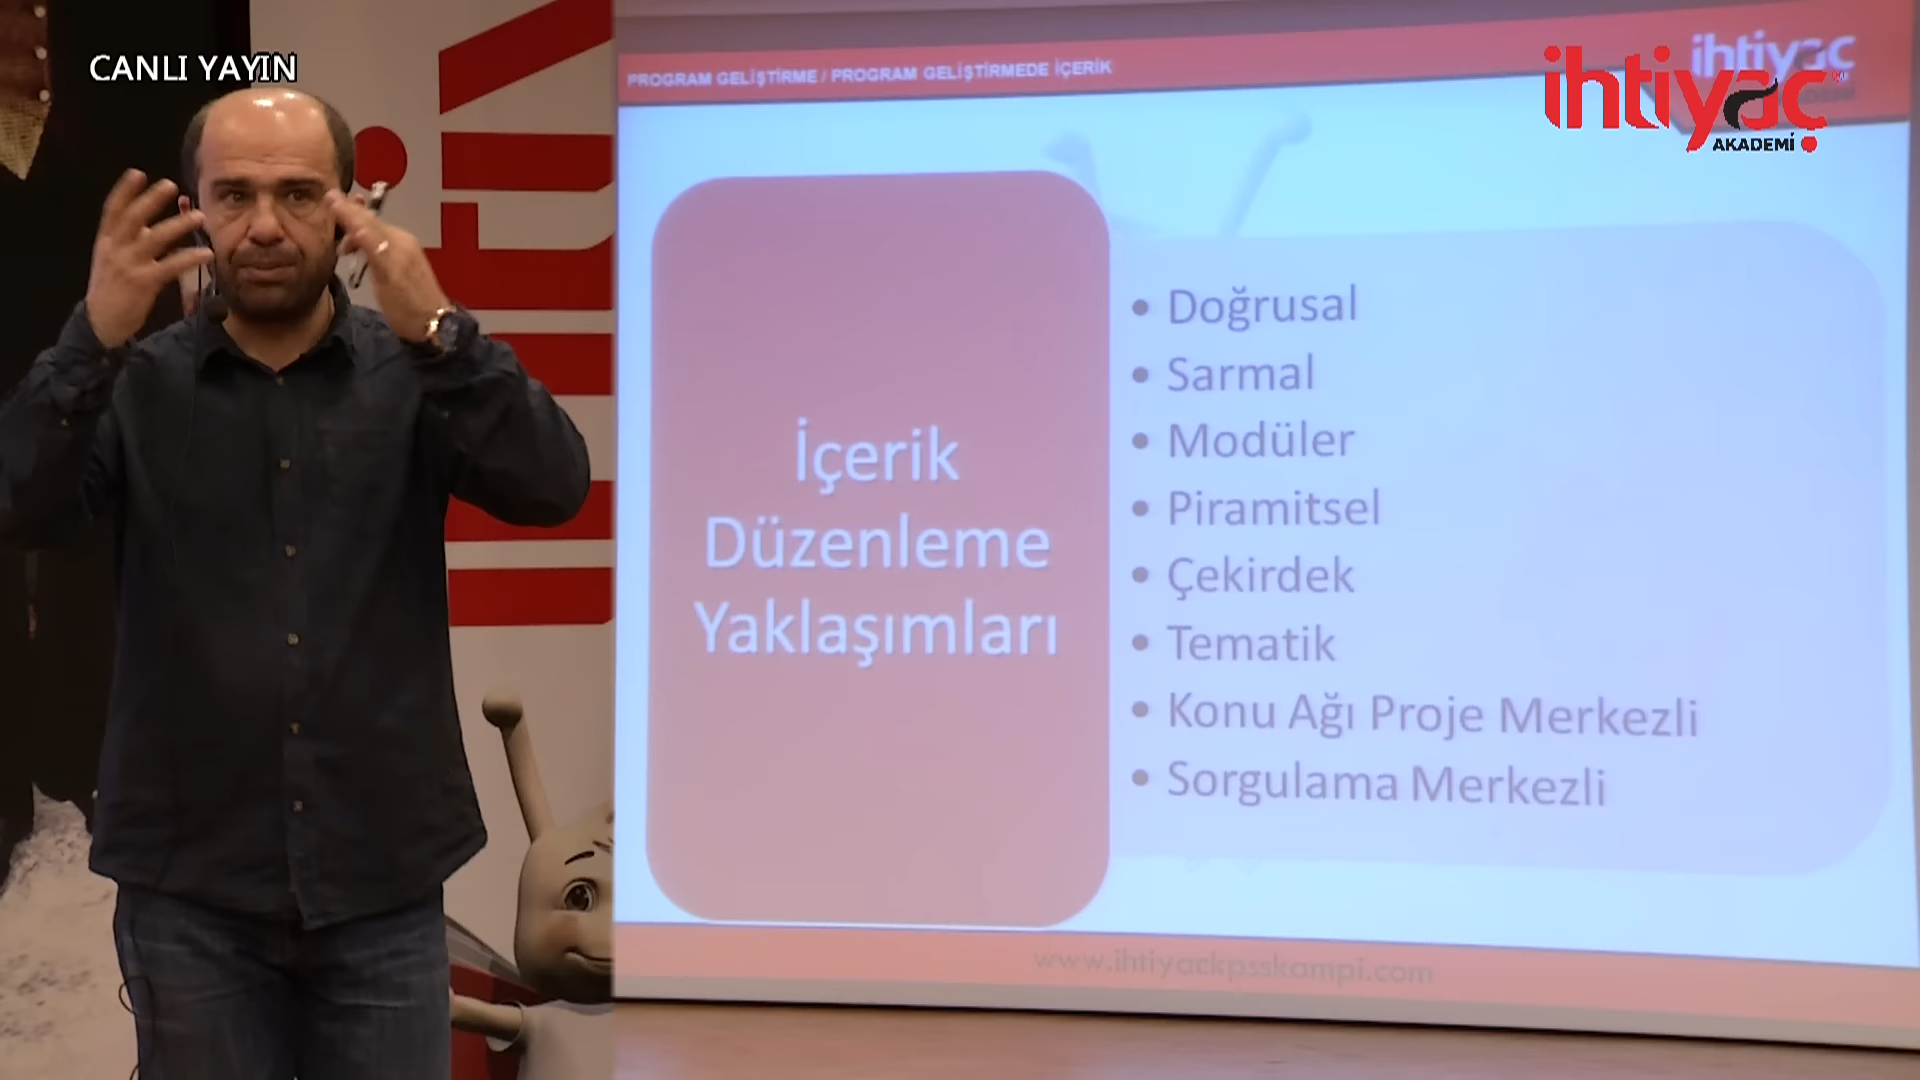 CANLI YAYIN
PROGRAM GELİŞTİRME / PROGRAM GELİŞTİRMEDE İÇERİK
ihtiyaç
ihtiyaç
AKADEMİ
İçerik
Düzenleme
Yaklaşımları
• Doğrusal
• Sarmal
• Modüler
• Piramitsel
• Çekirdek
• Tematik
• Konu Ağı Proje Merkezli
• Sorgulama Merkezli
www.ihtiyackpsskampi.com